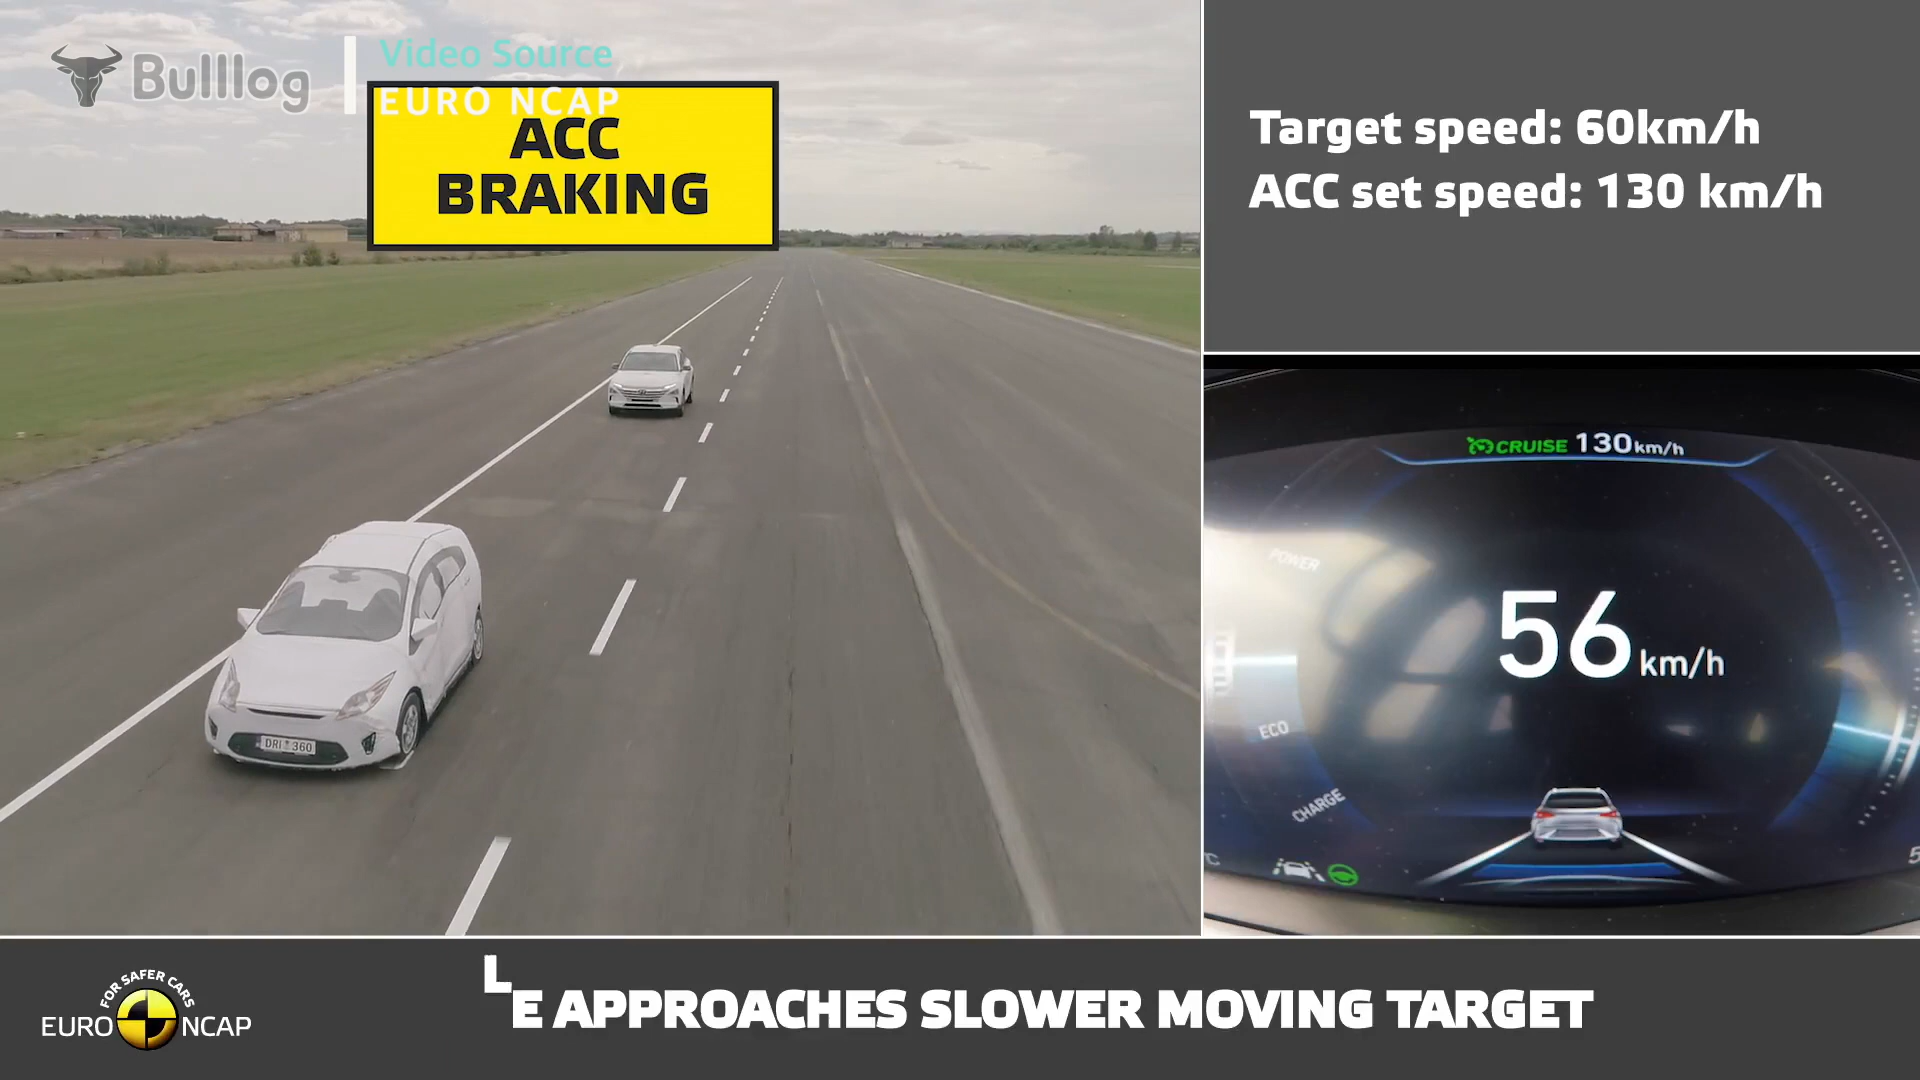 Bulllog
Video Source
EURO NCAP
ACC
BRAKING
Target speed: 60km/h
ACC set speed: 130 km/h
CRUISE 130km/h
POWER
56 km/h
ECO
CHARGE
DRI 360
FOR SAFER CARS
EURO NCAP
L
E APPROACHES SLOWER MOVING TARGET